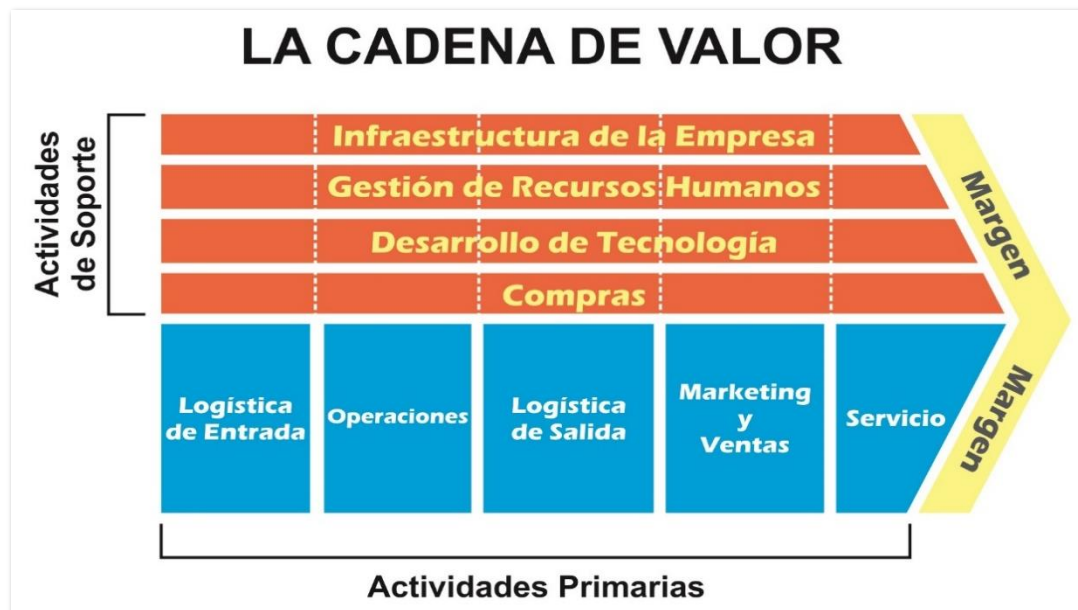 LA CADENA DE VALOR
Actividades
de Soporte
Infraestructura de la Empresa
Gestión de Recursos Humanos
Desarrollo de Tecnología
Compras
Margen
Logística
de Entrada
Operaciones
Logística
de Salida
Marketing
y
Ventas
Servicio
Margen
Actividades Primarias